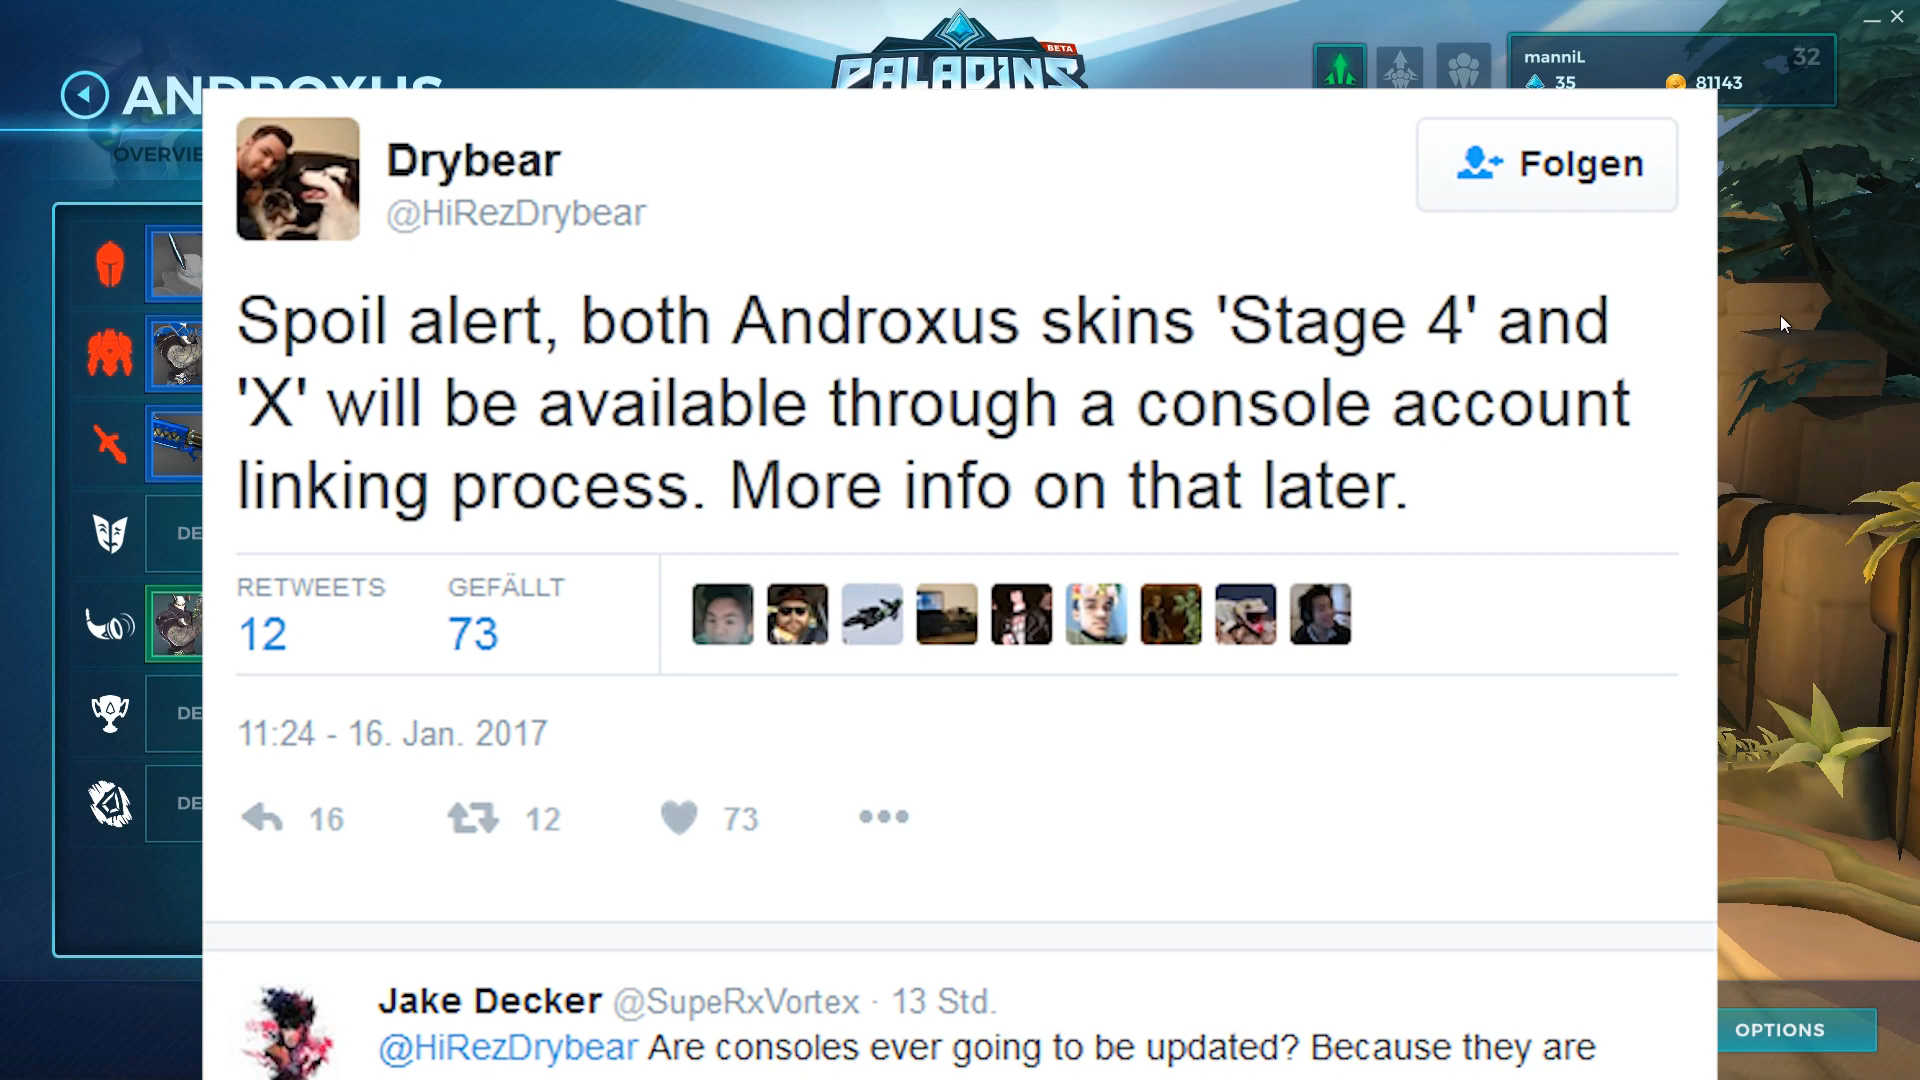 PALADINS
BETA
manniL
32
35
81143
Drybear
@HiRezDrybear
Folgen
Spoil alert, both Androxus skins 'Stage 4' and
'X' will be available through a console account
linking process. More info on that later.
RETWEETS
GEFÄLLT
12
73
11:24 - 16. Jan. 2017
16
12
73
Jake Decker @SupeRxVortex · 13 Std.
@HiRezDrybear Are consoles ever going to be updated? Because they are
OPTIONS
ANDROXUS
OVERVIE
DE
DE
DE